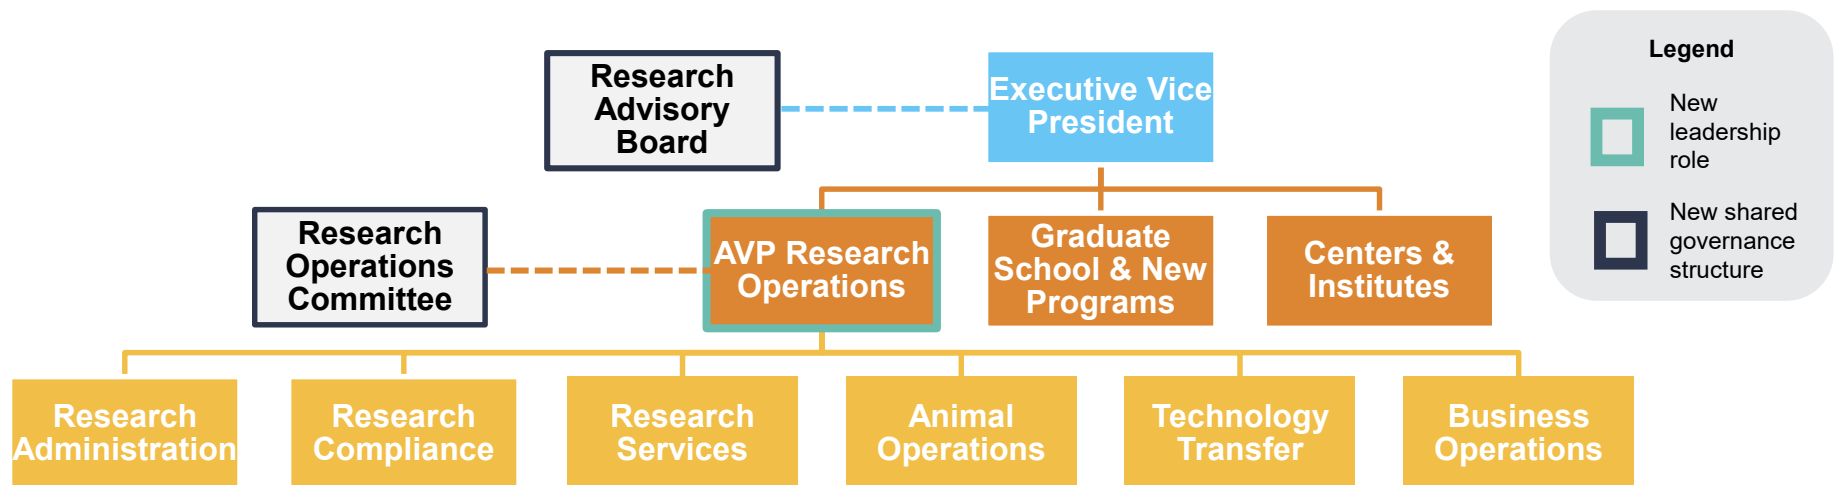 Legend
New
leadership
role
New shared
governance
structure
Research
Advisory
Board
Executive Vice
President
Research
Operations
Committee
AVP Research
Operations
Graduate
School & New
Programs
Centers &
Institutes
Research
Administration
Research
Compliance
Research
Services
Animal
Operations
Technology
Transfer
Business
Operations